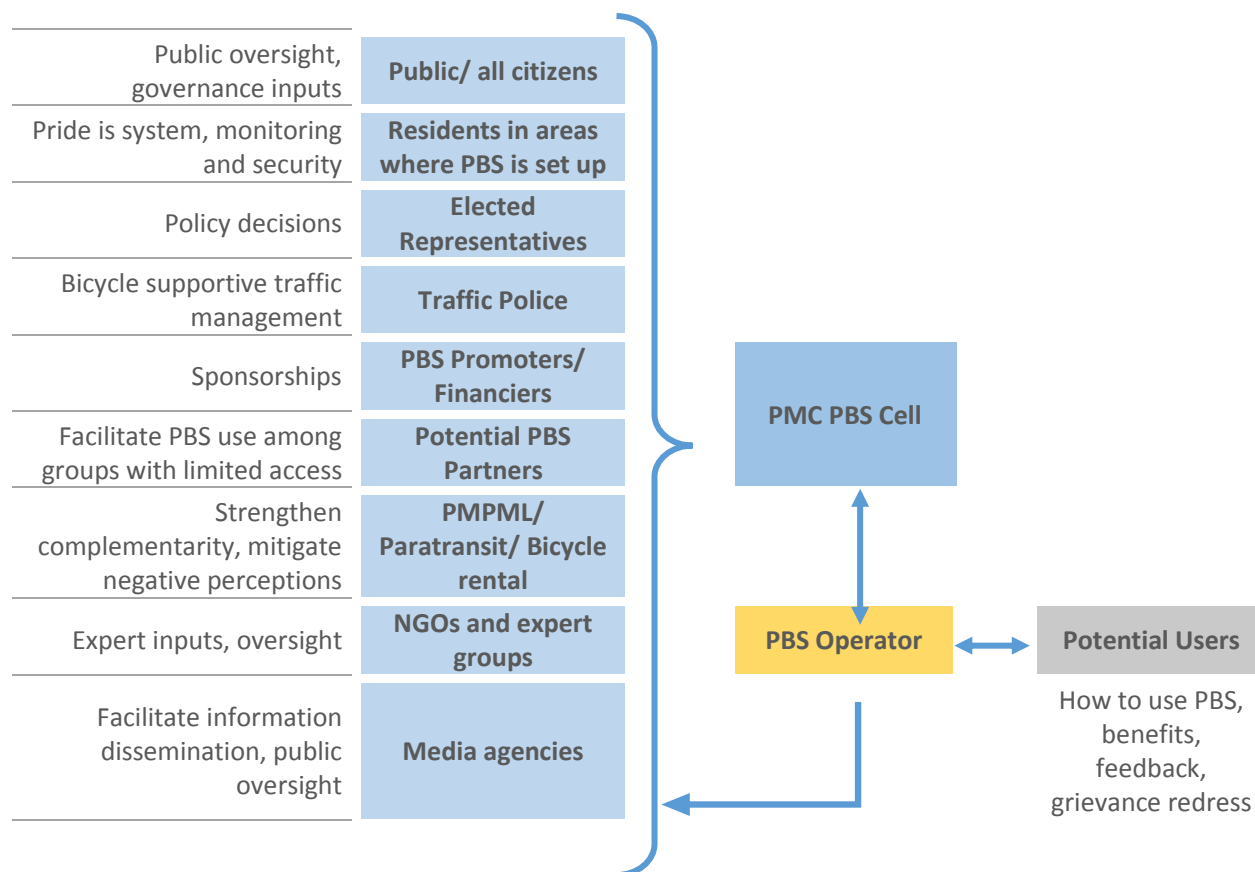 Public oversight,
governance inputs
Public/ all citizens
Pride is system, monitoring
and security
Residents in areas
where PBS is set up
Policy decisions
Elected
Representatives
Bicycle supportive traffic
management
Traffic Police
Sponsorships
PBS Promoters/
Financiers
Facilitate PBS use among
groups with limited access
Potential PBS
Partners
Strengthen
complementarity, mitigate
negative perceptions
PMPML/
Paratransit/ Bicycle
rental
Expert inputs, oversight
NGOs and expert
groups
Facilitate information
dissemination, public
oversight
Media agencies
PMC PBS Cell
PBS Operator
Potential Users
How to use PBS,
benefits,
feedback,
grievance redress